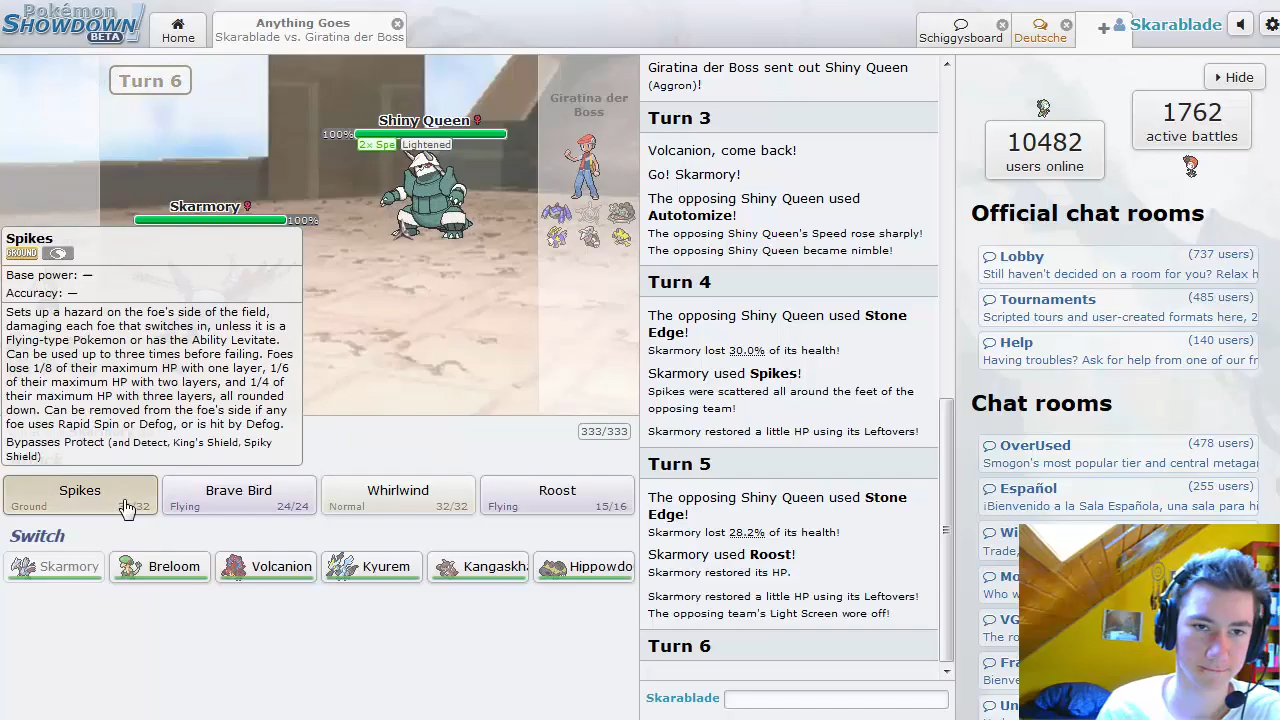 Pokémon
SHOWDOWN
BETA
Home
Anything Goes
Skarablade vs. Giratina der Boss
Schiggysboard
Deutsche
Skarablade
Turn 6
Giratina der
Boss
Shiny Queen
100%
2x Spe
Lightened
Skarmory
100%
Spikes
GROUND
Base power: —
Accuracy: —
Sets up a hazard on the foe's side of the field,
damaging each foe that switches in, unless it is a
Flying-type Pokemon or has the Ability Levitate.
Can be used up to three times before failing. Foes
lose 1/8 of their maximum HP with one layer, 1/6
of their maximum HP with two layers, and 1/4 of
their maximum HP with three layers, all rounded
down. Can be removed from the foe's side if any
foe uses Rapid Spin or Defog, or is hit by Defog.
Bypasses Protect (and Detect, King's Shield, Spiky
Shield)
333/333
Spikes
Ground /32
Brave Bird
Flying 24/24
Whirlwind
Normal 32/32
Roost
Flying 15/16
Switch
Skarmory
Breloom
Volcanion
Kyurem
Kangaskha
Hippowdo
Giratina der Boss sent out Shiny Queen
(Aggron)!
Turn 3
Volcanion, come back!
Go! Skarmory!
The opposing Shiny Queen used
Autotomize!
The opposing Shiny Queen's Speed rose sharply!
The opposing Shiny Queen became nimble!
Turn 4
The opposing Shiny Queen used Stone
Edge!
Skarmory lost 30.0% of its health!
Skarmory used Spikes!
Spikes were scattered all around the feet of the
opposing team!
Skarmory restored a little HP using its Leftovers!
Turn 5
The opposing Shiny Queen used Stone
Edge!
Skarmory lost 28.2% of its health!
Skarmory used Roost!
Skarmory restored its HP.
Skarmory restored a little HP using its Leftovers!
The opposing team's Light Screen wore off!
Turn 6
Skarablade
Hide
10482
users online
1762
active battles
Official chat rooms
Lobby (737 users)
Still haven't decided on a room for you? Relax h
Tournaments (485 users)
Scripted tours and user-created formats here, 2
Help (140 users)
Having troubles? Ask for help from one of our fr
Chat rooms
OverUsed (478 users)
Smogon's most popular tier and central metagar
Español (255 users)
¡Bienvenido a la Sala Española, una sala para hi
Wi
Trade,
Mo
Who w
VG
The ro
Fra
Bienve
Un